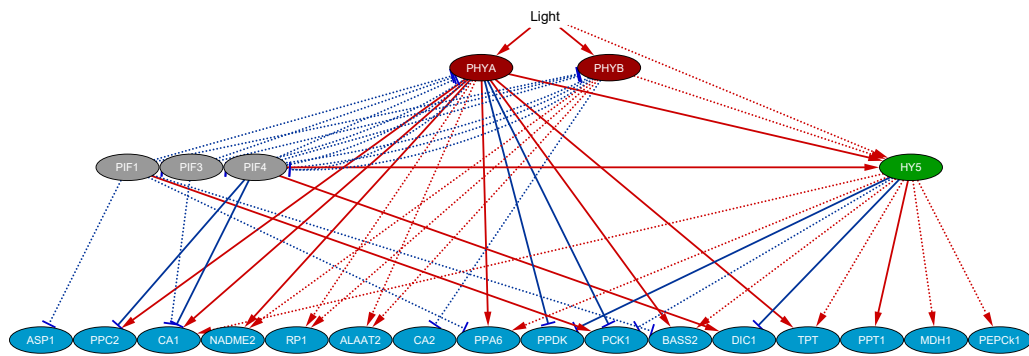 Light
PHYA PHYB
PIF1 PIF3 PIF4 HY5
ASP1 PPC2 CA1 NADME2 RP1 ALAAT2 CA2 PPA6 PPDK PCK1 BASS2 DIC1 TPT PPT1 MDH1 PEPCk1